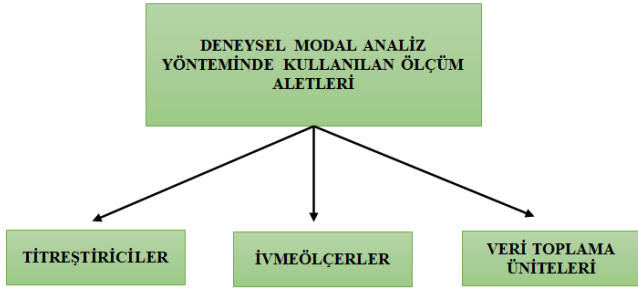 DENEYSEL MODAL ANALİZ
YÖNTEMİNDE KULLANILAN ÖLÇÜM
ALETLERİ
TİTREŞTİRİCİLER
İVMEÖLÇERLER
VERİ TOPLAMA
ÜNİTELERİ